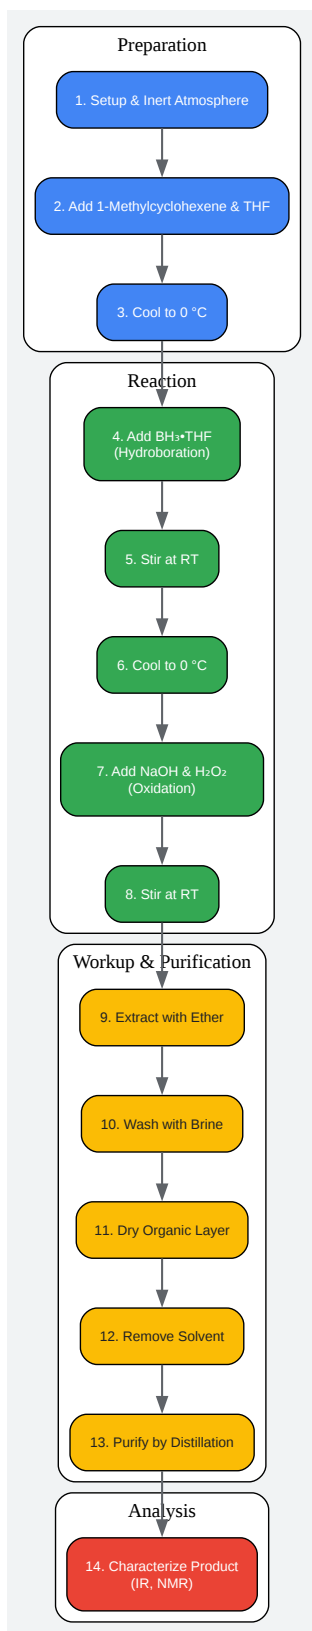 Preparation
1. Setup & Inert Atmosphere
2. Add 1-Methylcyclohexene & THF
3. Cool to 0 °C
Reaction
4. Add BH₃•THF
(Hydroboration)
5. Stir at RT
6. Cool to 0 °C
7. Add NaOH & H₂O₂
(Oxidation)
8. Stir at RT
Workup & Purification
9. Extract with Ether
10. Wash with Brine
11. Dry Organic Layer
12. Remove Solvent
13. Purify by Distillation
Analysis
14. Characterize Product
(IR, NMR)